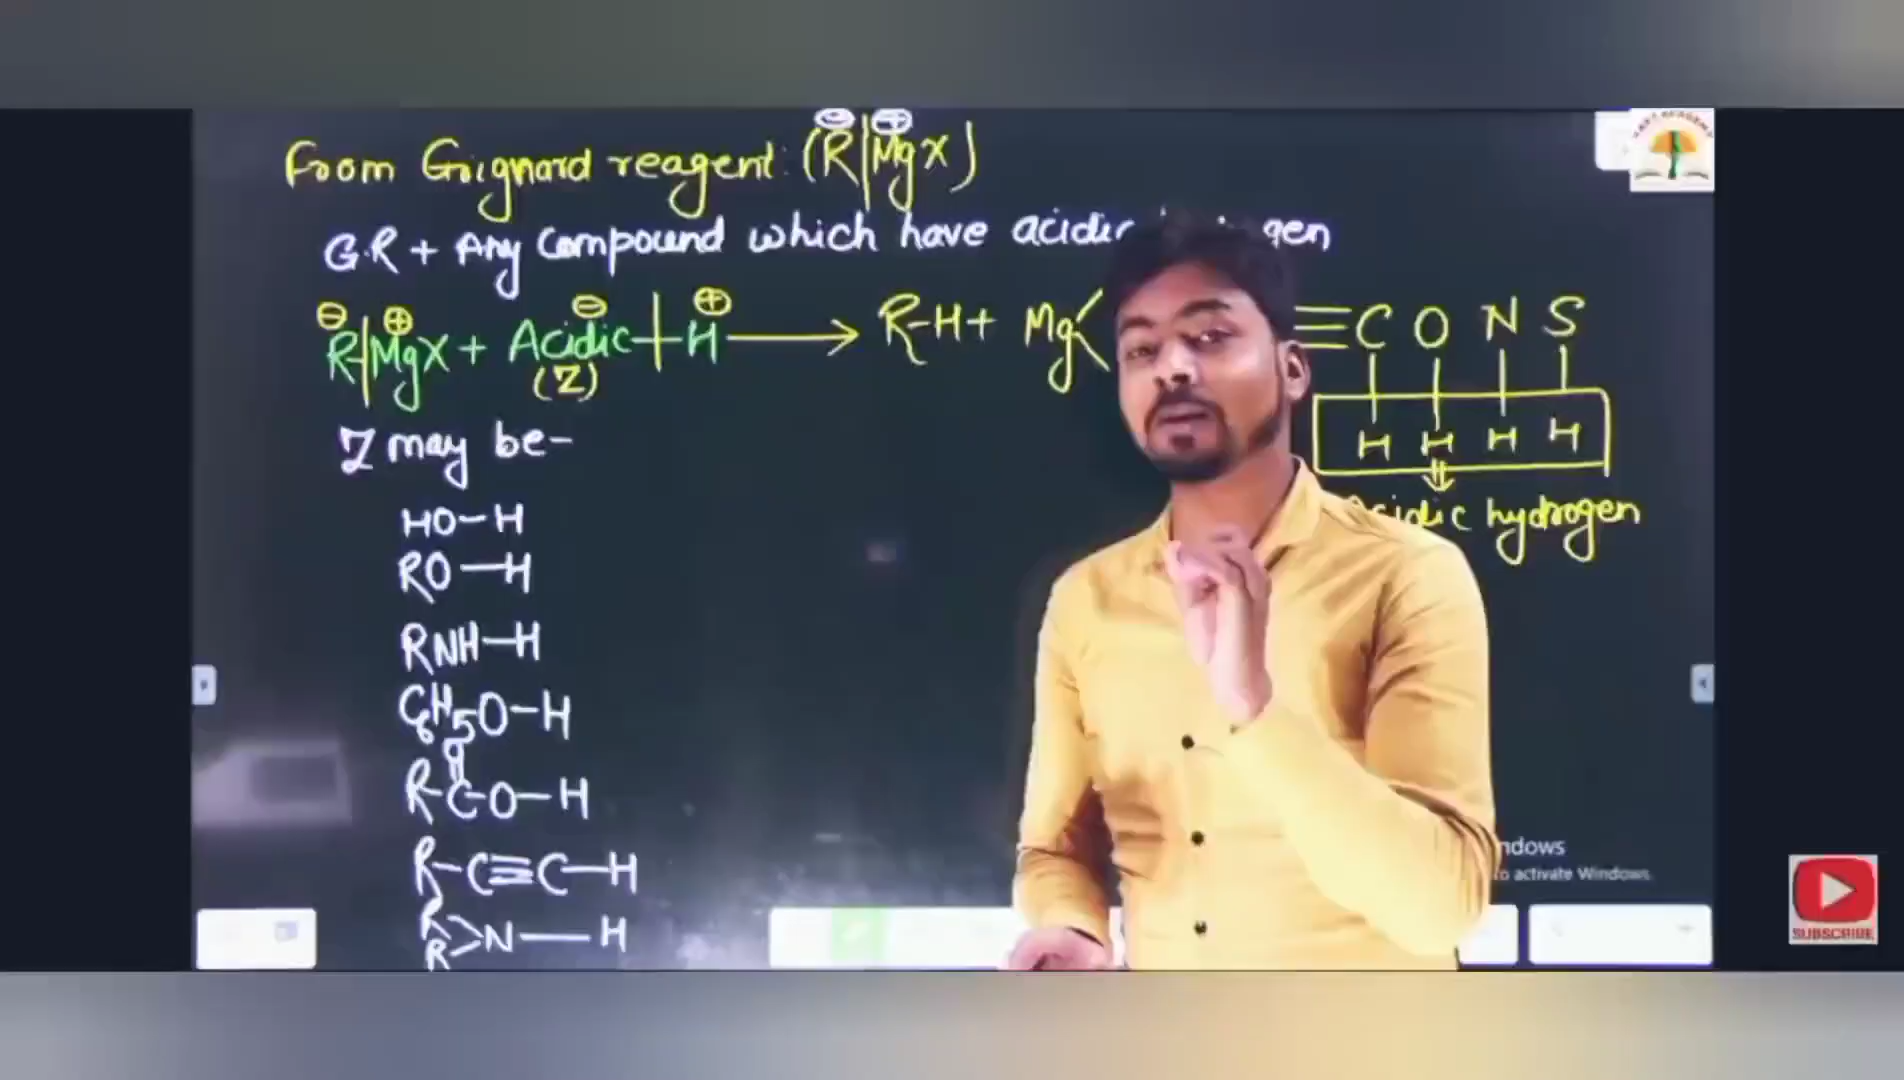 From Grignard reagent: (R|MgX)
⊖ ⊕
G.R + Any Compound which have acidic gen
⊖ ⊕ ⊖ ⊕
R|MgX + Acidic-|-H ⟶ R-H + Mg<
(Z)
≡C O N S
H H H H
⇓
Acidic hydrogen
Z may be-
HO-H
RO-H
RNH-H
C6H5O-H
O
R-C-O-H
R-C≡C-H
R
R>N-H
ndows
to activate Windows.
SUBSCRIBE